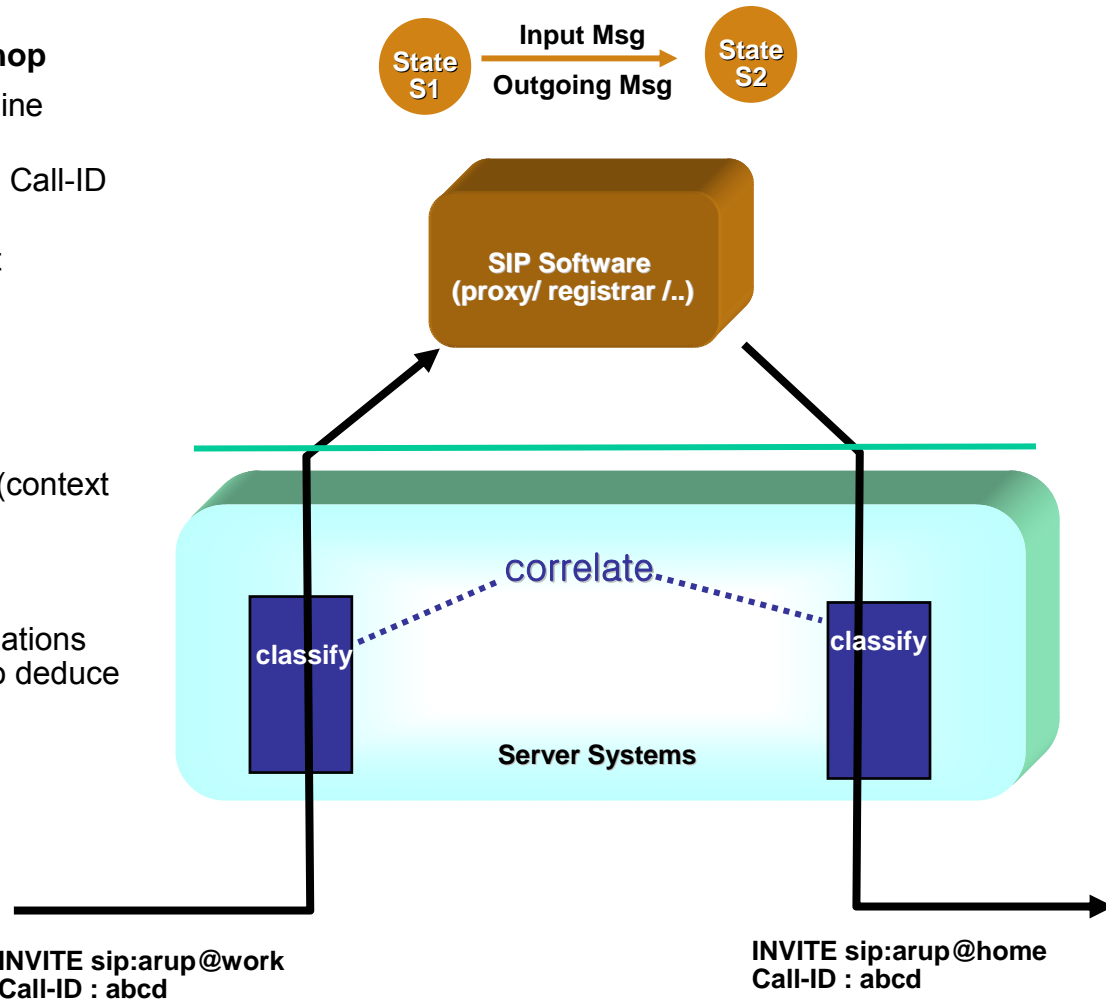 hop
ine
Call-ID
(context
ations
o deduce
Input Msg
State
S1
Outgoing Msg
State
S2
SIP Software
(proxy/ registrar /..)
correlate
classify
classify
Server Systems
INVITE sip:arup@work
Call-ID : abcd
INVITE sip:arup@home
Call-ID : abcd